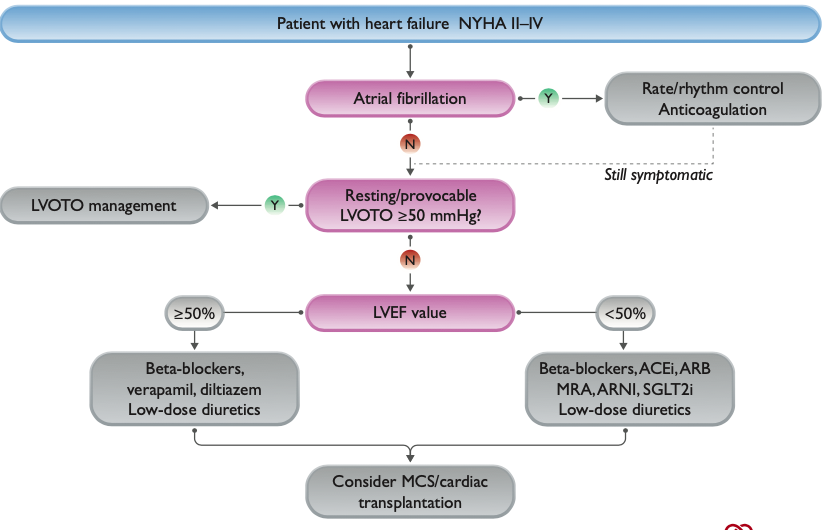 Patient with heart failure  NYHA II–IV
Atrial fibrillation
Y
Rate/rhythm control
Anticoagulation
N
Still symptomatic
LVOTO management
Y
Resting/provocable
LVOTO ≥50 mmHg?
N
≥50%
LVEF value
<50%
Beta-blockers,
verapamil, diltiazem
Low-dose diuretics
Beta-blockers, ACEi, ARB
MRA, ARNI, SGLT2i
Low-dose diuretics
Consider MCS/cardiac
transplantation